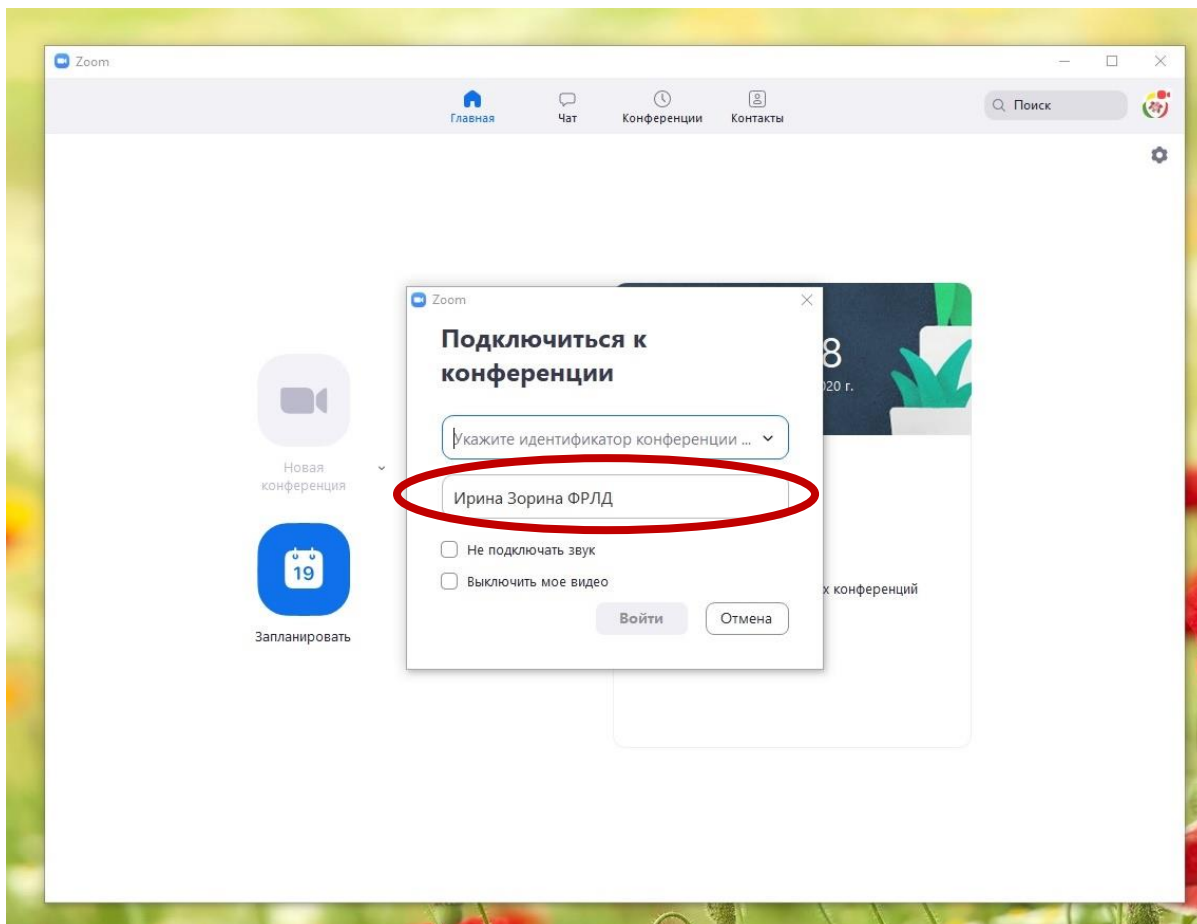 Zoom
Главная
Чат
Конференции
Контакты
Поиск
Zoom
Подключиться к
конференции
Укажите идентификатор конференции ...
Ирина Зорина ФРЛД
Не подключать звук
Выключить мое видео
Войти
Отмена
Новая
конференция
19
Запланировать
8
020 г.
х конференций